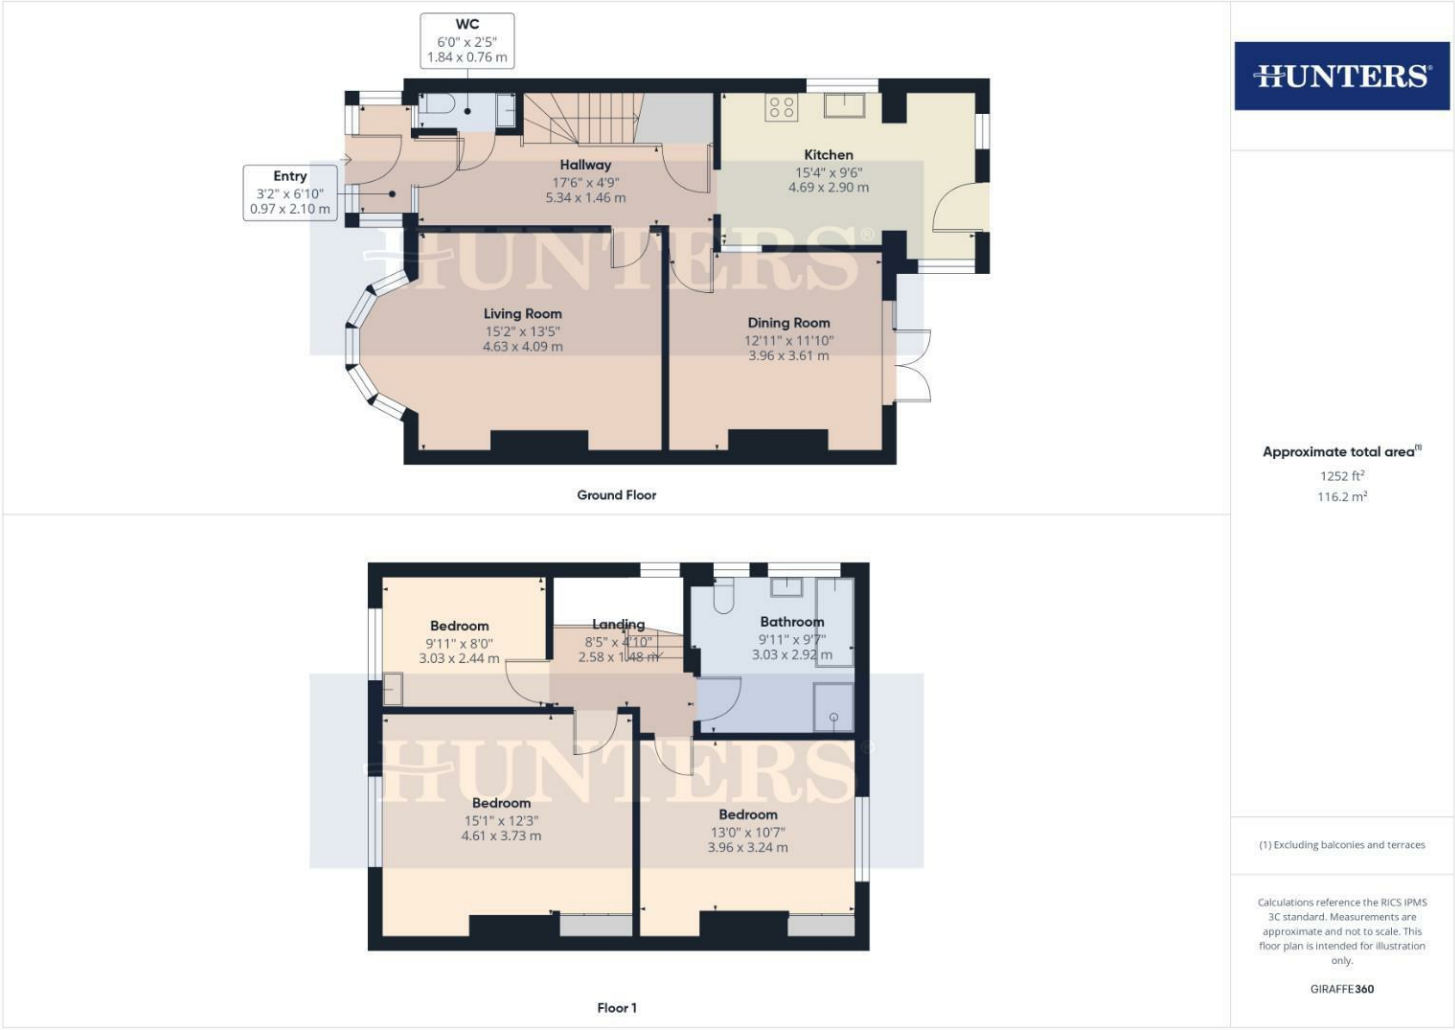 WC
6'0" x 2'5"
1.84 x 0.76 m
Entry
3'2" x 6'10"
0.97 x 2.10 m
Hallway
17'6" x 4'9"
5.34 x 1.46 m
Kitchen
15'4" x 9'6"
4.69 x 2.90 m
HUNTERS®
Living Room
15'2" x 13'5"
4.63 x 4.09 m
Dining Room
12'11" x 11'10"
3.96 x 3.61 m
Ground Floor
Bedroom
9'11" x 8'0"
3.03 x 2.44 m
Landing
8'5" x 4'10"
2.58 x 1.48 m
Bathroom
9'11" x 9'7"
3.03 x 2.92 m
HUNTERS®
Bedroom
15'1" x 12'3"
4.61 x 3.73 m
Bedroom
13'0" x 10'7"
3.96 x 3.24 m
Floor 1
HUNTERS®
Approximate total area⁽¹⁾
1252 ft²
116.2 m²
(1) Excluding balconies and terraces
Calculations reference the RICS IPMS
3C standard. Measurements are
approximate and not to scale. This
floor plan is intended for illustration
only.
GIRAFFE360